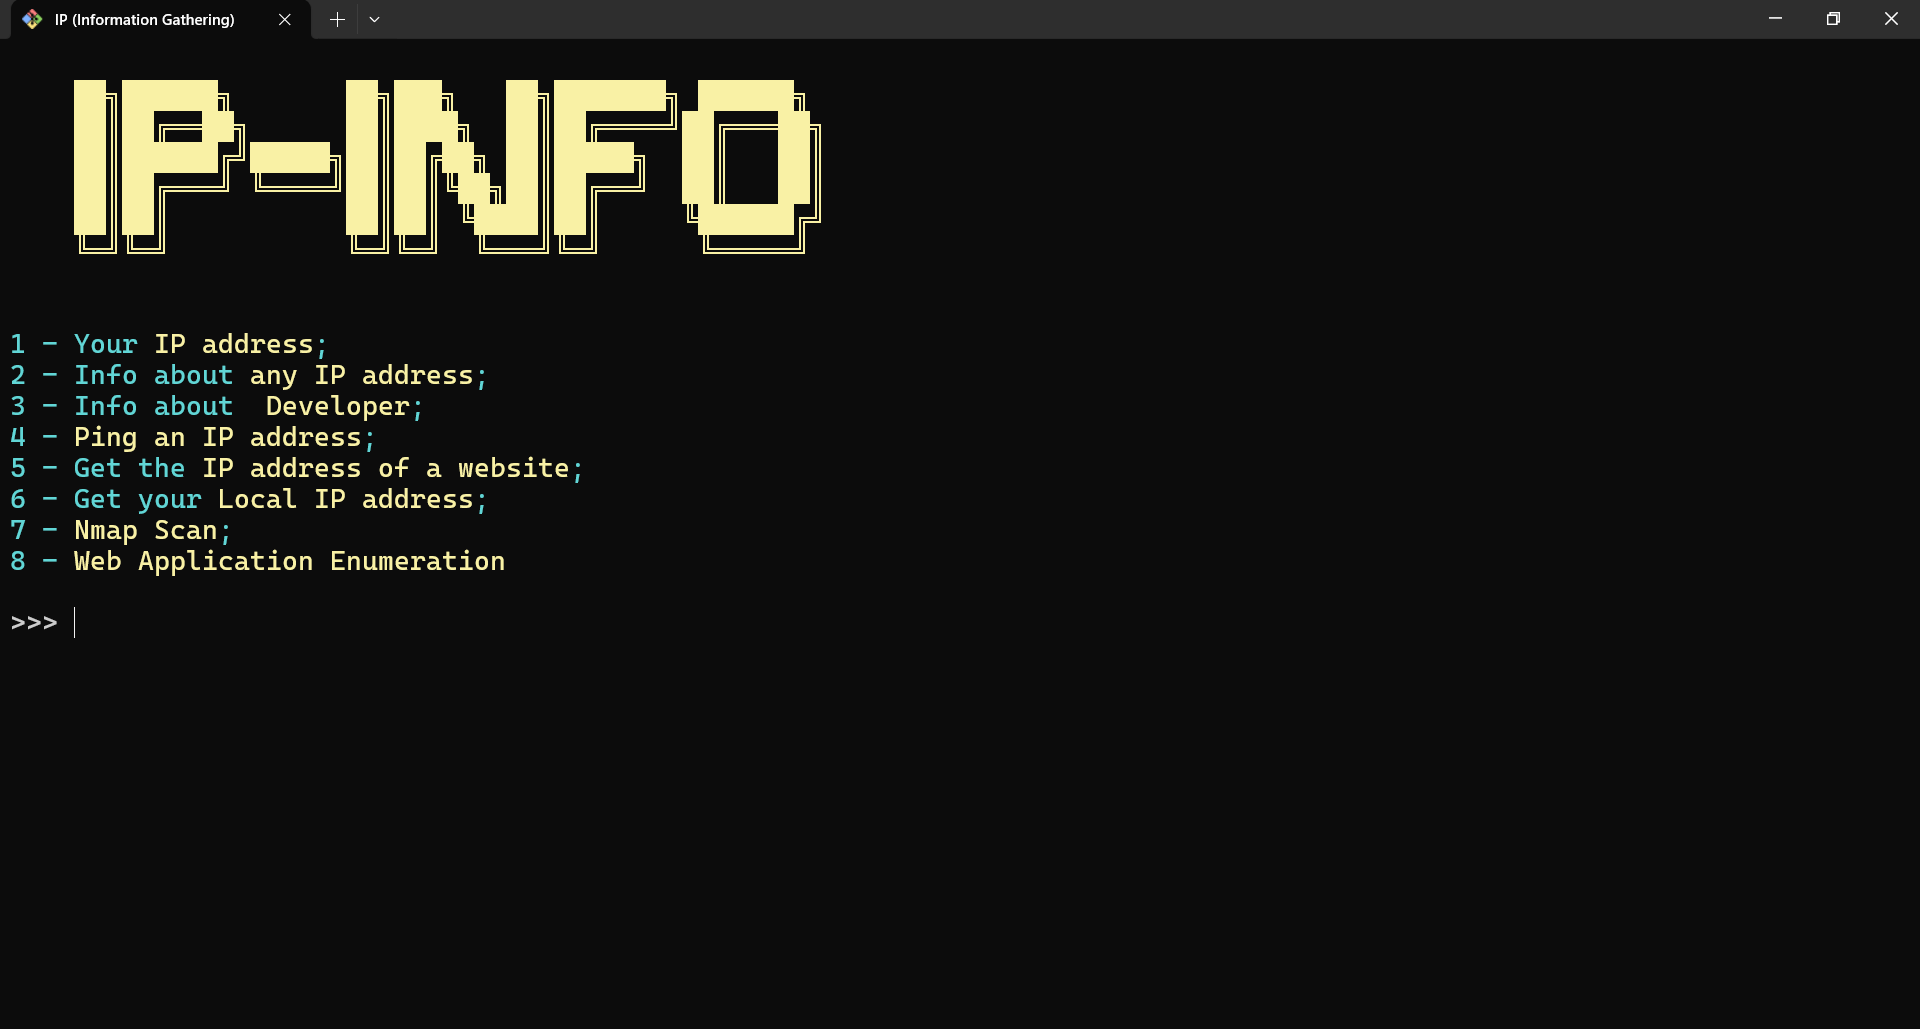 IP (Information Gathering)
IP-INFO
1 - Your IP address;
2 - Info about any IP address;
3 - Info about  Developer;
4 - Ping an IP address;
5 - Get the IP address of a website;
6 - Get your Local IP address;
7 - Nmap Scan;
8 - Web Application Enumeration
>>>